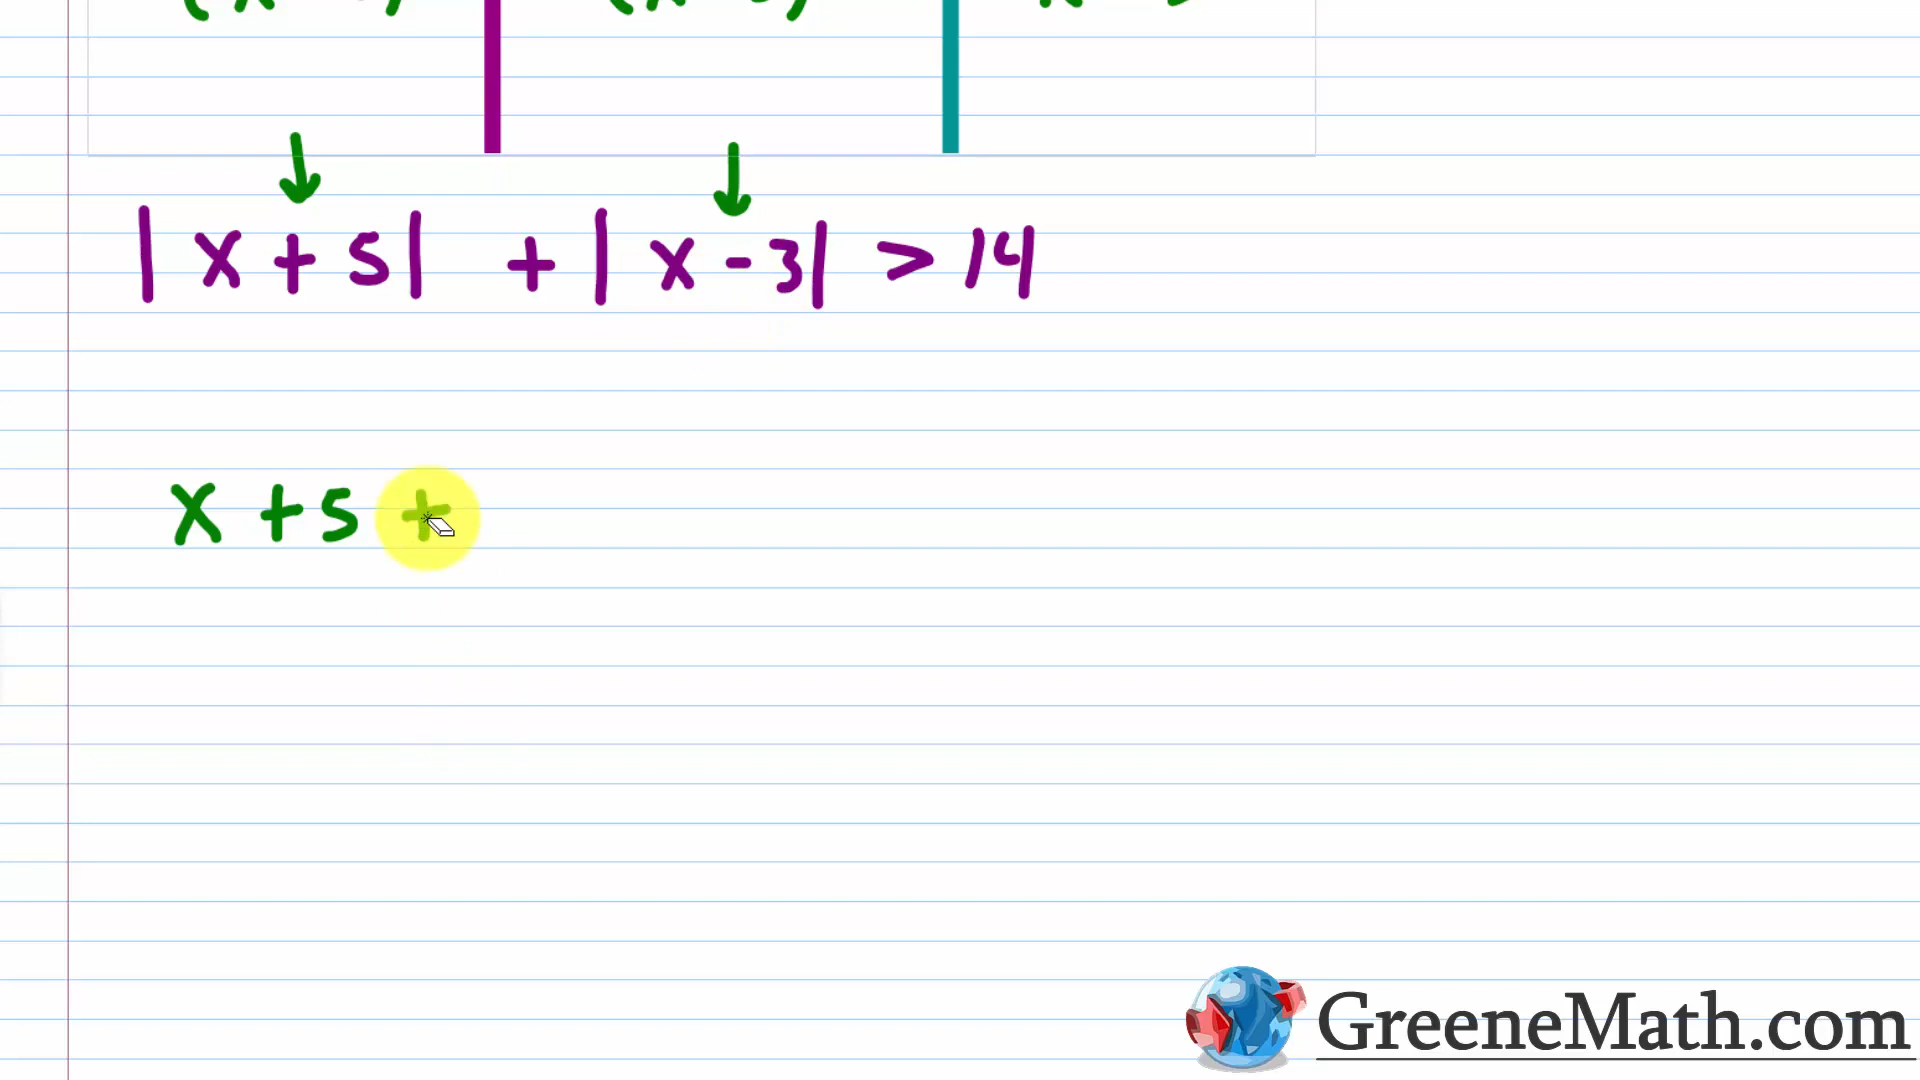 |x+5| + |x-3| > 14
x + 5 +
GreeneMath.com